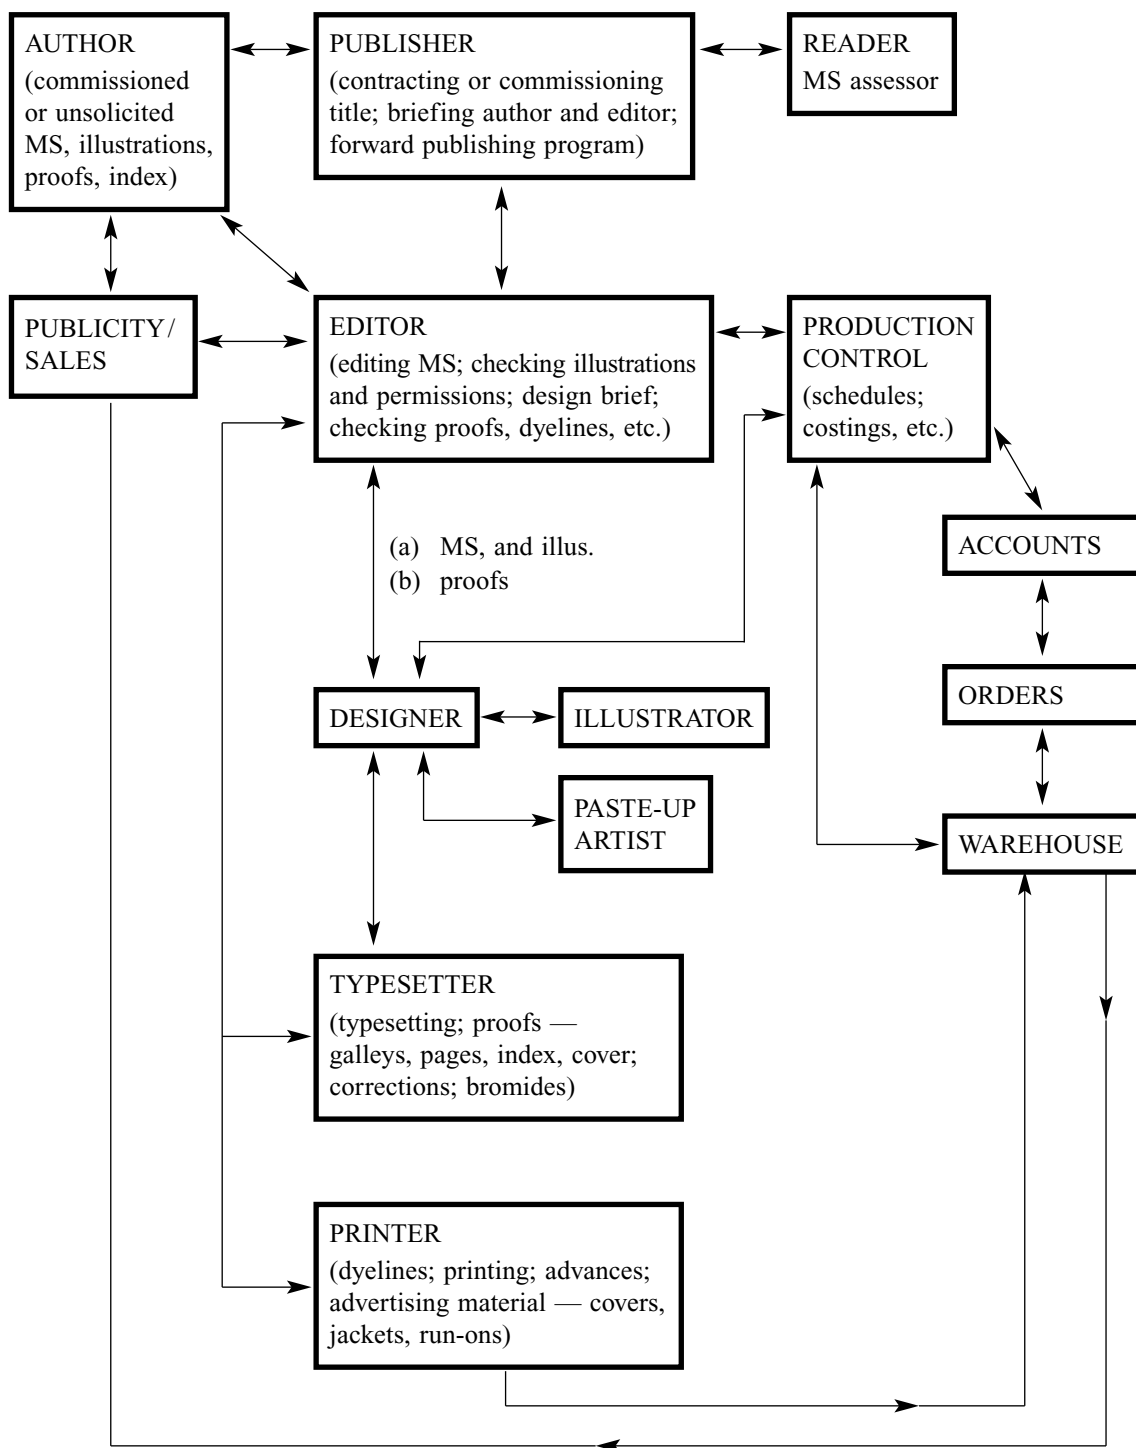 AUTHOR
(commissioned
or unsolicited
MS, illustrations,
proofs, index)
PUBLISHER
(contracting or commissioning
title; briefing author and editor;
forward publishing program)
READER
MS assessor
PUBLICITY/
SALES
EDITOR
(editing MS; checking illustrations
and permissions; design brief;
checking proofs, dyelines, etc.)
PRODUCTION
CONTROL
(schedules;
costings, etc.)
ACCOUNTS
(a) MS, and illus.
(b) proofs
ORDERS
DESIGNER
ILLUSTRATOR
PASTE-UP
ARTIST
WAREHOUSE
TYPESETTER
(typesetting; proofs —
galleys, pages, index, cover;
corrections; bromides)
PRINTER
(dyelines; printing; advances;
advertising material — covers,
jackets, run-ons)